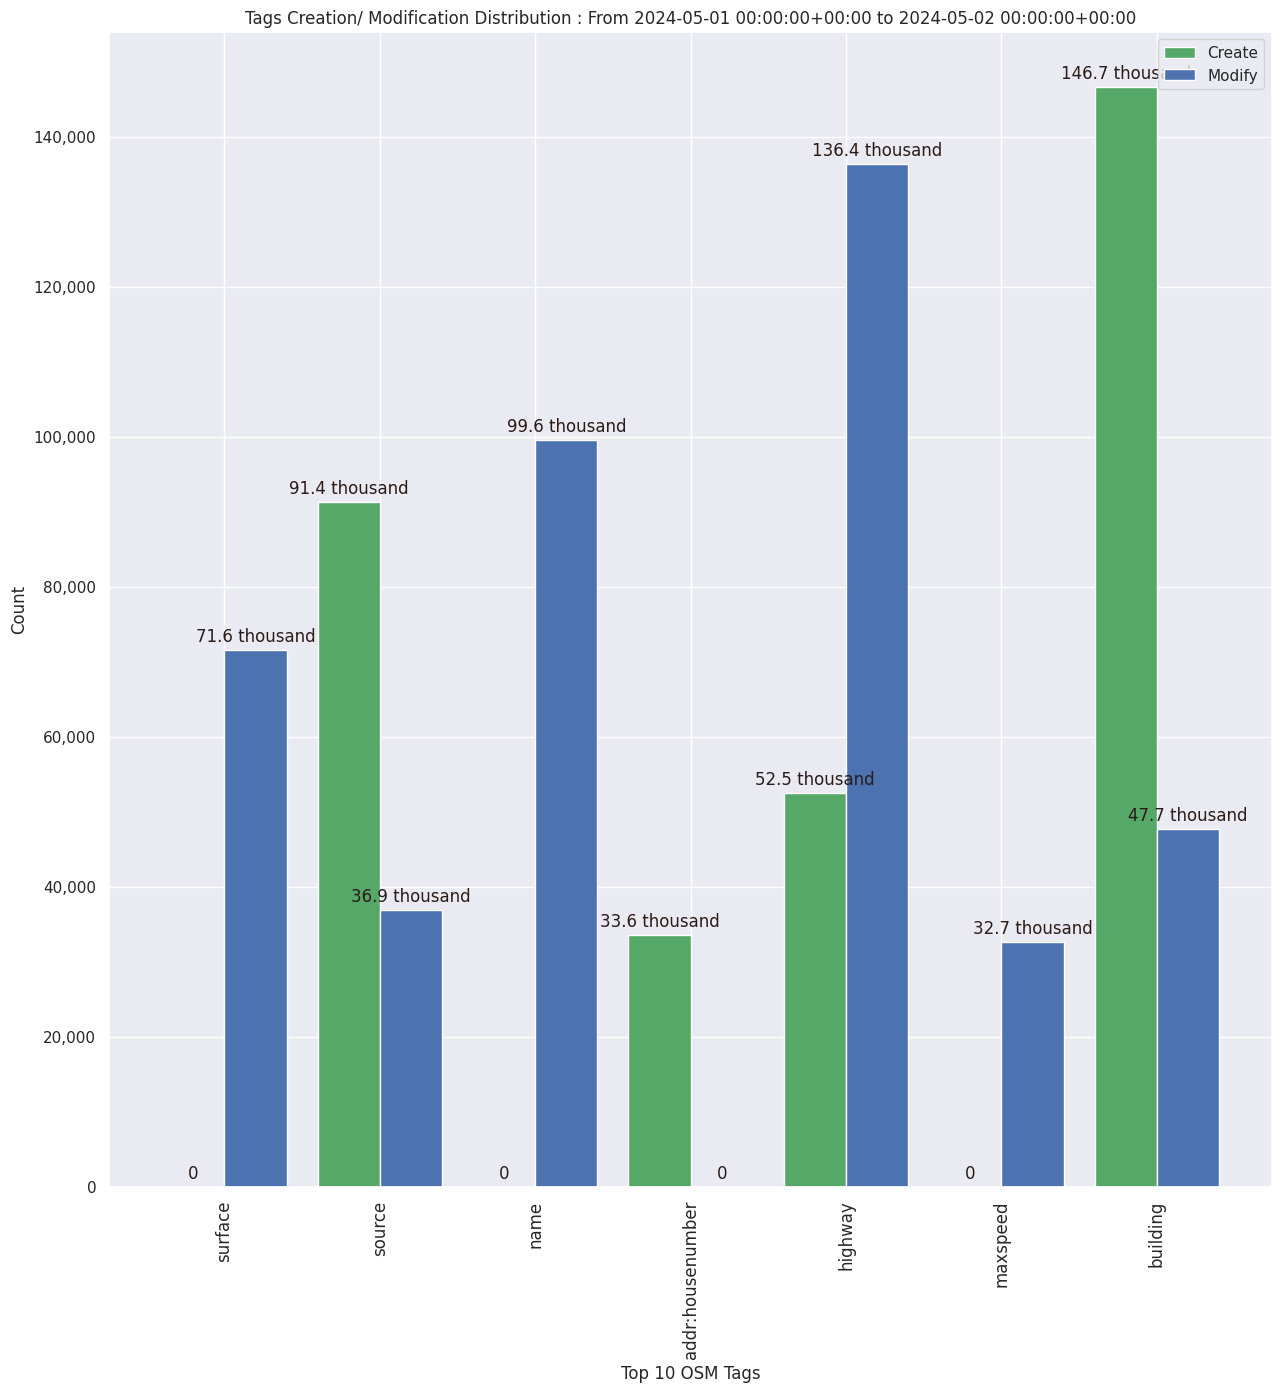 Tags Creation/ Modification Distribution : From 2024-05-01 00:00:00+00:00 to 2024-05-02 00:00:00+00:00
Create
Modify
146.7
136.4 thousand
99.6 thousand
91.4 thousand
71.6 thousand
52.5 thousand
47.7 thousand
36.9 thousand
33.6 thousand
32.7 thousand
0
0
0
0
140,000
120,000
100,000
80,000
60,000
40,000
20,000
0
Count
surface
source
name
addr:housenumber
highway
maxspeed
building
Top 10 OSM Tags